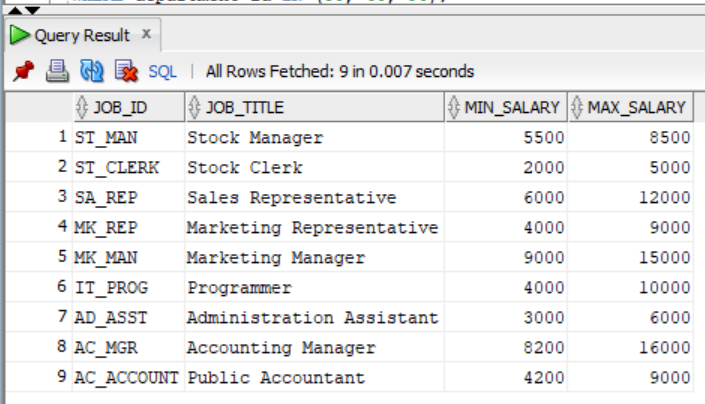 Query Result x
SQL | All Rows Fetched: 9 in 0.007 seconds
JOB_ID JOB_TITLE MIN_SALARY MAX_SALARY
1 ST_MAN Stock Manager 5500 8500
2 ST_CLERK Stock Clerk 2000 5000
3 SA_REP Sales Representative 6000 12000
4 MK_REP Marketing Representative 4000 9000
5 MK_MAN Marketing Manager 9000 15000
6 IT_PROG Programmer 4000 10000
7 AD_ASST Administration Assistant 3000 6000
8 AC_MGR Accounting Manager 8200 16000
9 AC_ACCOUNT Public Accountant 4200 9000